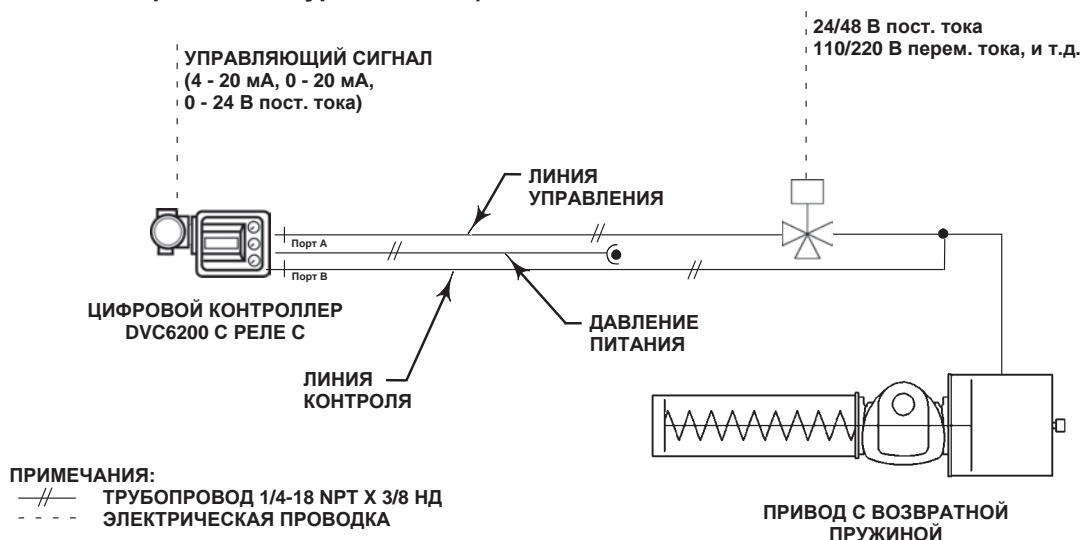 24/48 В пост. тока
110/220 В перем. тока, и т.д.
УПРАВЛЯЮЩИЙ СИГНАЛ
(4 - 20 мА, 0 - 20 мА,
0 - 24 В пост. тока)
ЛИНИЯ
УПРАВЛЕНИЯ
Порт А
Порт В
ЦИФРОВОЙ КОНТРОЛЛЕР
DVC6200 С РЕЛЕ С
ДАВЛЕНИЕ
ПИТАНИЯ
ЛИНИЯ
КОНТРОЛЯ
ПРИМЕЧАНИЯ:
ТРУБОПРОВОД 1/4-18 NPT X 3/8 НД
ЭЛЕКТРИЧЕСКАЯ ПРОВОДКА
ПРИВОД С ВОЗВРАТНОЙ
ПРУЖИНОЙ